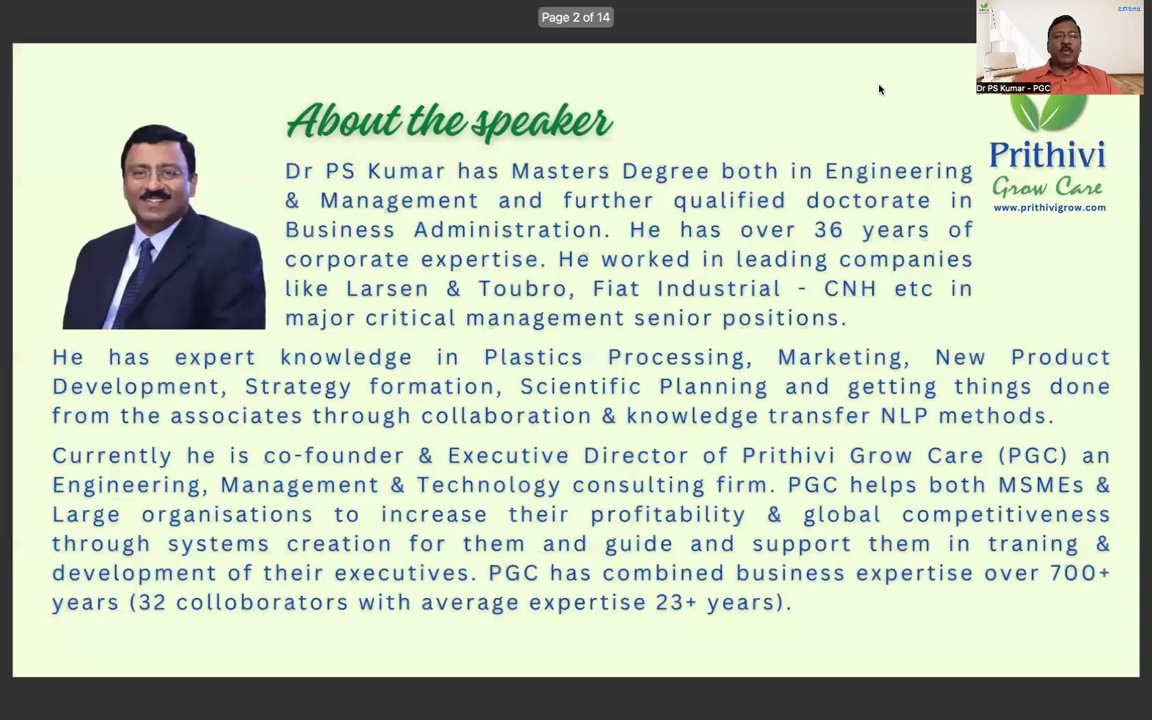 Page 2 of 14
Dr PS Kumar - PGC
About the speaker
Prithivi
Grow Care
www.prithivigrow.com
Dr PS Kumar has Masters Degree both in Engineering
& Management and further qualified doctorate in
Business Administration. He has over 36 years of
corporate expertise. He worked in leading companies
like Larsen & Toubro, Fiat Industrial - CNH etc in
major critical management senior positions.
He has expert knowledge in Plastics Processing, Marketing, New Product
Development, Strategy formation, Scientific Planning and getting things done
from the associates through collaboration & knowledge transfer NLP methods.
Currently he is co-founder & Executive Director of Prithivi Grow Care (PGC) an
Engineering, Management & Technology consulting firm. PGC helps both MSMEs &
Large organisations to increase their profitability & global competitiveness
through systems creation for them and guide and support them in traning &
development of their executives. PGC has combined business expertise over 700+
years (32 colloborators with average expertise 23+ years).